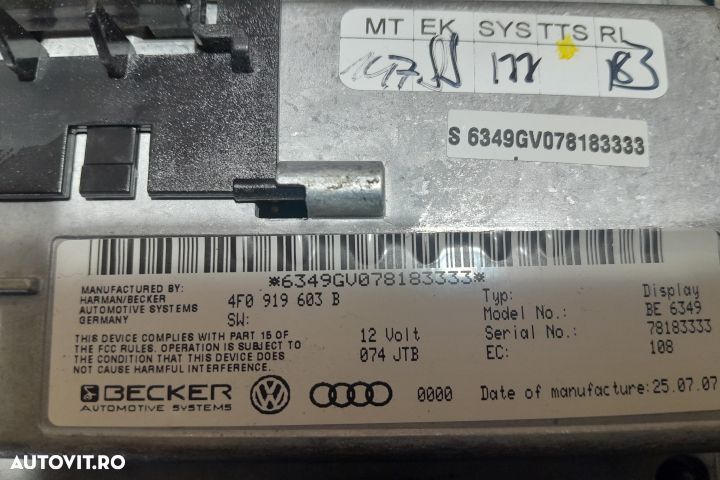 MT EK SYS TTS RL
S 6349GV078183333
*6349GV078183333*
MANUFACTURED BY:
HARMAN/BECKER
AUTOMOTIVE SYSTEMS
GERMANY
4F0 919 603 B
SW:
THIS DEVICE COMPLIES WITH PART 15 OF
THE FCC RULES. OPERATION IS SUBJECT TO
THE CONDITION THAT THIS DEVICE DOES
NOT CAUSE HARMFUL INTERFERENCE.
12 Volt
074 JTB
Typ: Display
Model No.: BE 6349
Serial No.: 78183333
EC: 108
BECKER
AUTOMOTIVE SYSTEMS
0000
Date of manufacture: 25.07.07
AUTOVIT.RO